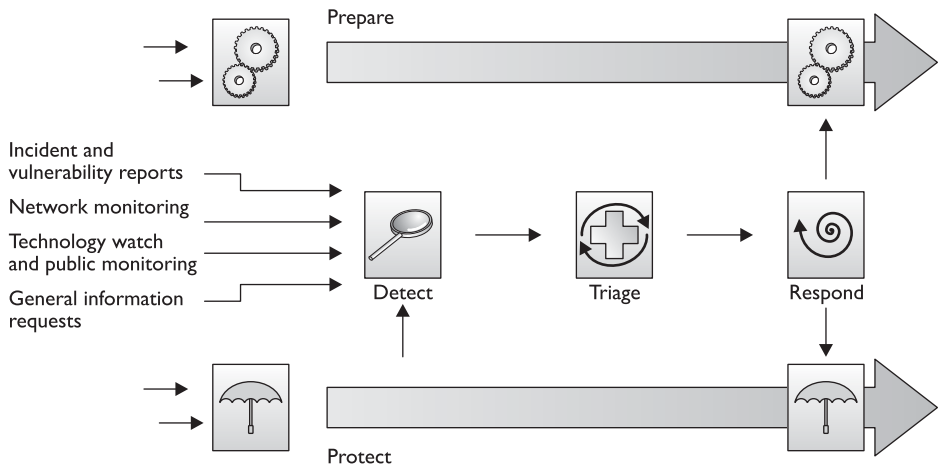 Prepare
Incident and
vulnerability reports
Network monitoring
Technology watch
and public monitoring
General information
requests
Detect
Triage
Respond
Protect